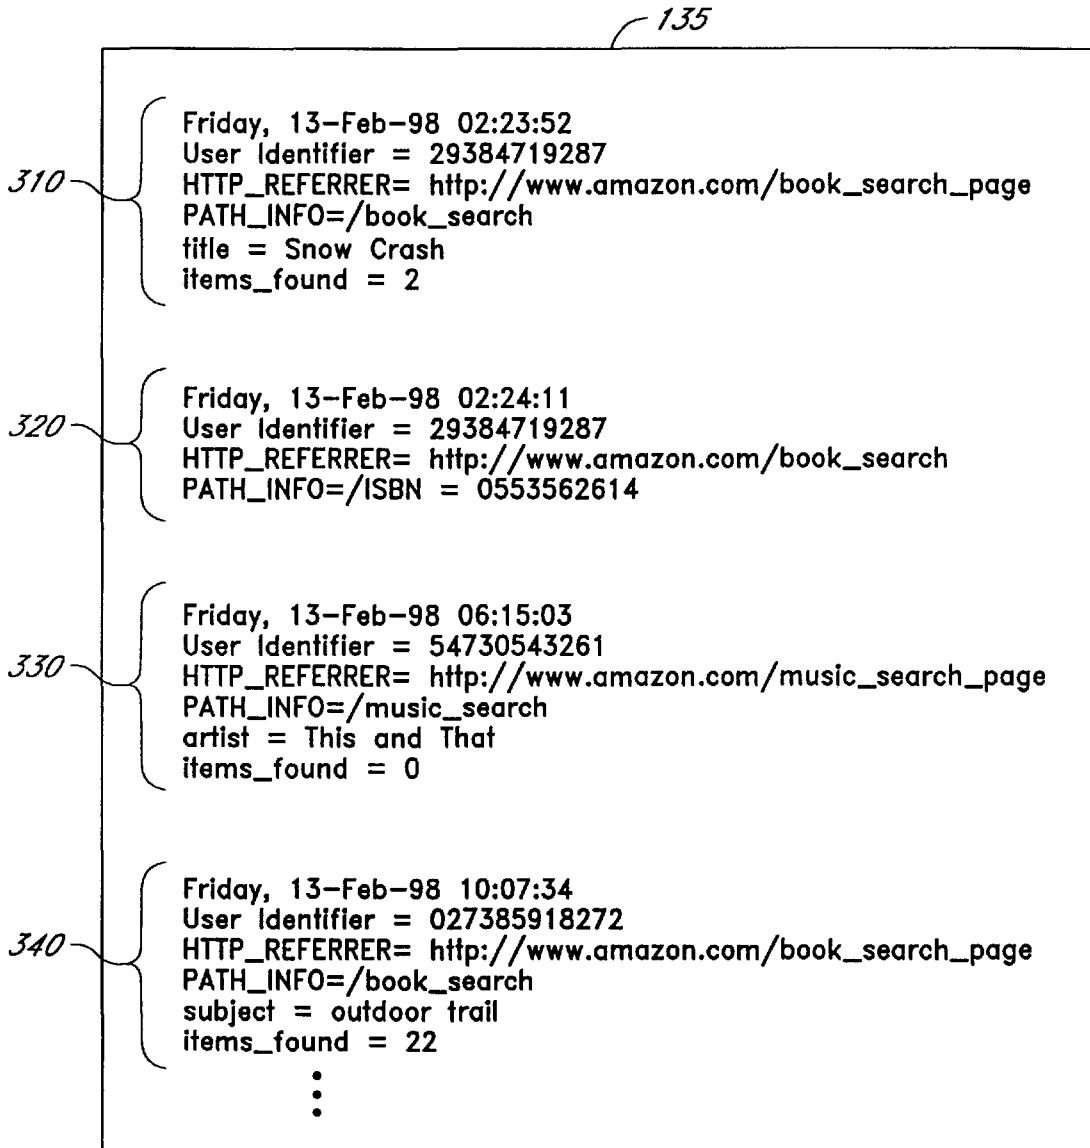 135
310
Friday, 13-Feb-98 02:23:52
User Identifier = 29384719287
HTTP_REFERRER= http://www.amazon.com/book_search_page
PATH_INFO=/book_search
title = Snow Crash
items_found = 2
320
Friday, 13-Feb-98 02:24:11
User Identifier = 29384719287
HTTP_REFERRER= http://www.amazon.com/book_search
PATH_INFO=/ISBN = 0553562614
330
Friday, 13-Feb-98 06:15:03
User Identifier = 54730543261
HTTP_REFERRER= http://www.amazon.com/music_search_page
PATH_INFO=/music_search
artist = This and That
items_found = 0
340
Friday, 13-Feb-98 10:07:34
User Identifier = 027385918272
HTTP_REFERRER= http://www.amazon.com/book_search_page
PATH_INFO=/book_search
subject = outdoor trail
items_found = 22